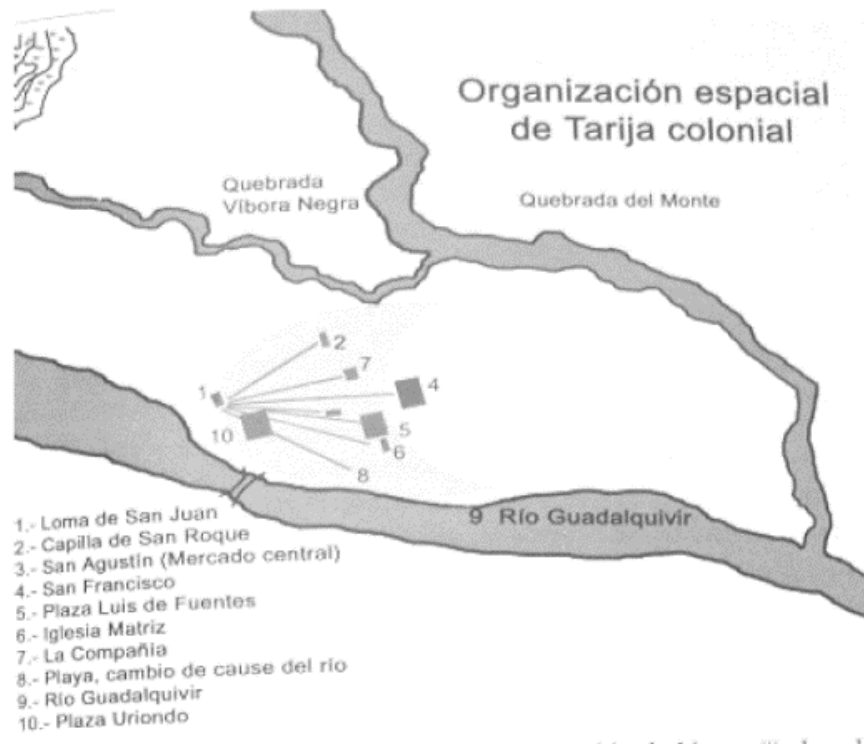 Organización espacial
de Tarija colonial
Quebrada
Víbora Negra
Quebrada del Monte
2
7
1
4
10
5
6
8
9 Río Guadalquivir
1.- Loma de San Juan
2.- Capilla de San Roque
3.- San Agustín (Mercado central)
4.- San Francisco
5.- Plaza Luis de Fuentes
6.- Iglesia Matriz
7.- La Compañia
8.- Playa, cambio de cause del río
9.- Río Guadalquivir
10.- Plaza Uriondo